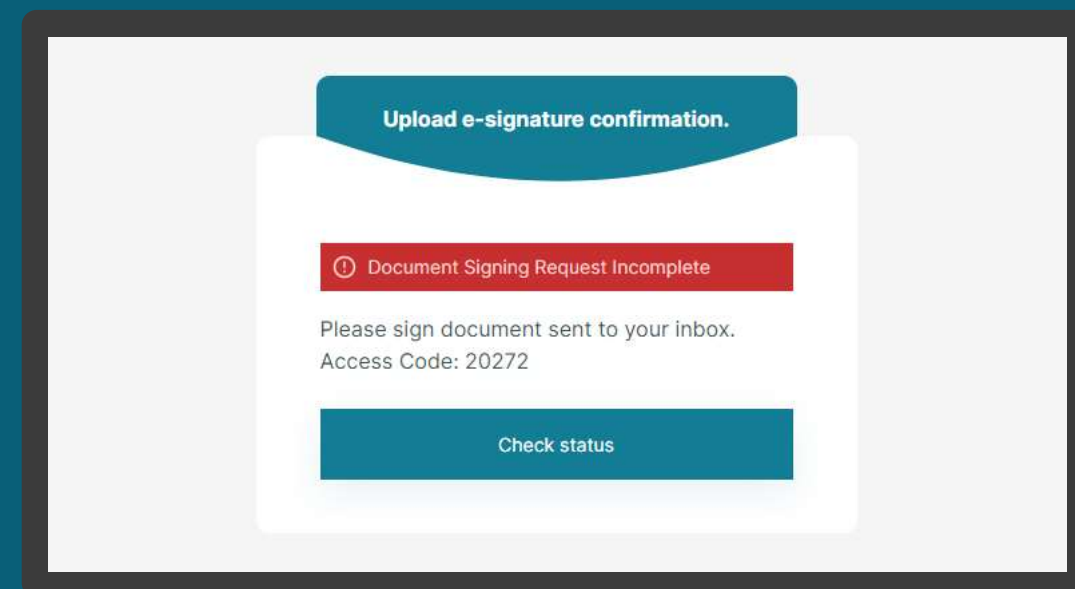 Upload e-signature confirmation.
Document Signing Request Incomplete
Please sign document sent to your inbox.
Access Code: 20272
Check status